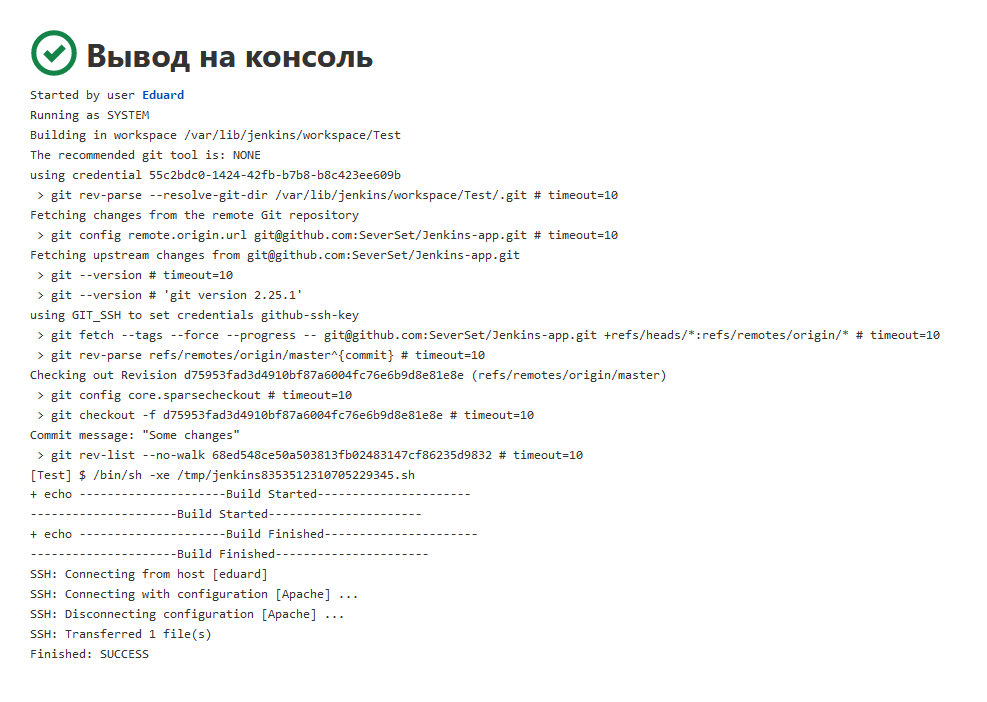 Вывод на консоль
Started by user Eduard
Running as SYSTEM
Building in workspace /var/lib/jenkins/workspace/Test
The recommended git tool is: NONE
using credential 55c2bdc0-1424-42fb-b7b8-b8c423ee609b
 > git rev-parse --resolve-git-dir /var/lib/jenkins/workspace/Test/.git # timeout=10
Fetching changes from the remote Git repository
 > git config remote.origin.url git@github.com:SeverSet/Jenkins-app.git # timeout=10
Fetching upstream changes from git@github.com:SeverSet/Jenkins-app.git
 > git --version # timeout=10
 > git --version # 'git version 2.25.1'
using GIT_SSH to set credentials github-ssh-key
 > git fetch --tags --force --progress -- git@github.com:SeverSet/Jenkins-app.git +refs/heads/*:refs/remotes/origin/* # timeout=10
 > git rev-parse refs/remotes/origin/master^{commit} # timeout=10
Checking out Revision d75953fad3d4910bf87a6004fc76e6b9d8e81e8e (refs/remotes/origin/master)
 > git config core.sparsecheckout # timeout=10
 > git checkout -f d75953fad3d4910bf87a6004fc76e6b9d8e81e8e # timeout=10
Commit message: "Some changes"
 > git rev-list --no-walk 68ed548ce50a503813fb02483147cf86235d9832 # timeout=10
[Test] $ /bin/sh -xe /tmp/jenkins8353512310705229345.sh
+ echo ---------------------Build Started----------------------
---------------------Build Started----------------------
+ echo ---------------------Build Finished----------------------
---------------------Build Finished----------------------
SSH: Connecting from host [eduard]
SSH: Connecting with configuration [Apache] ...
SSH: Disconnecting configuration [Apache] ...
SSH: Transferred 1 file(s)
Finished: SUCCESS